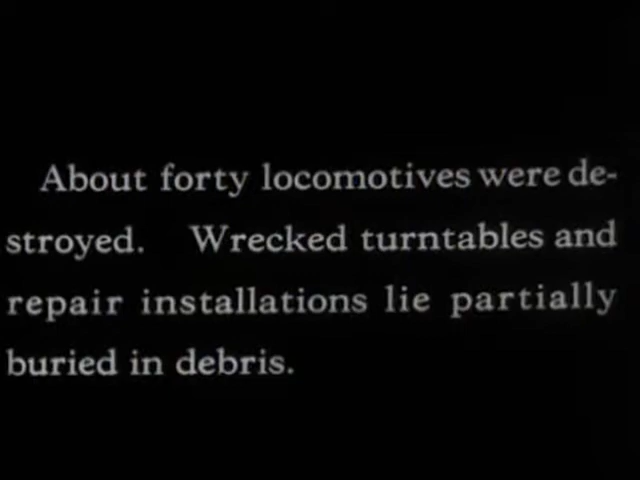 About forty locomotives were de-
stroyed. Wrecked turntables and
repair installations lie partially
buried in debris.